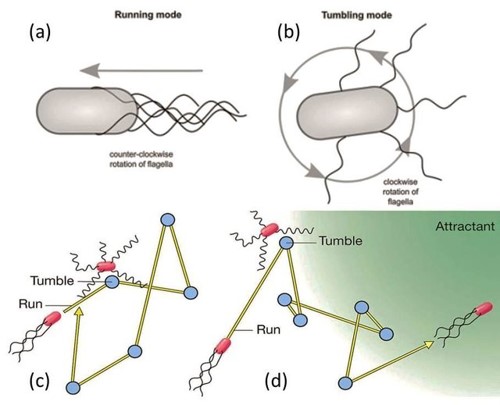 Running mode
Tumbling mode
(a)
(b)
counter-clockwise
rotation of flagella
clockwise
rotation of
flagella
Attractant
Tumble
Tumble
Run
Run
(c)
(d)